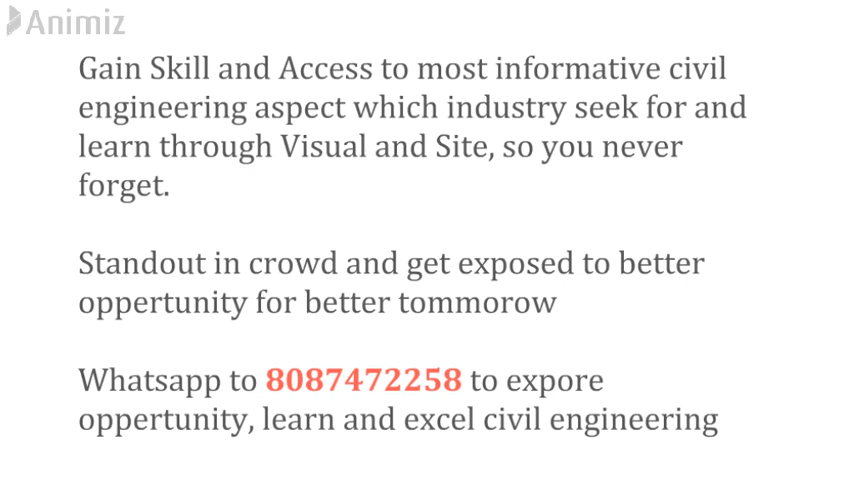 Animiz
Gain Skill and Access to most informative civil
engineering aspect which industry seek for and
learn through Visual and Site, so you never
forget.
Standout in crowd and get exposed to better
oppertunity for better tommorow
Whatsapp to 8087472258 to expore
oppertunity, learn and excel civil engineering